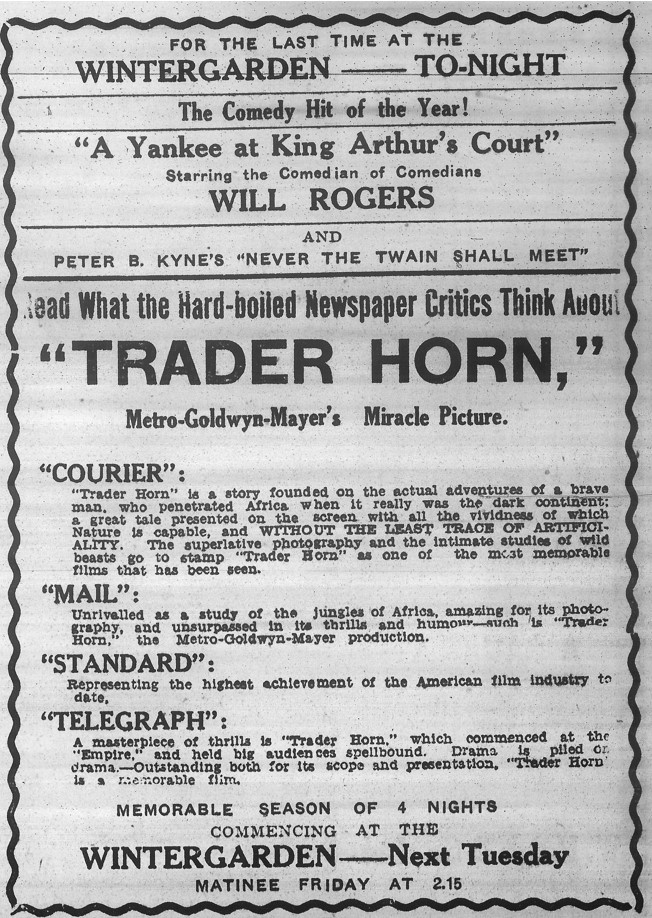 FOR THE LAST TIME AT THE
WINTERGARDEN — TO-NIGHT
The Comedy Hit of the Year!
"A Yankee at King Arthur's Court"
Starring the Comedian of Comedians
WILL ROGERS
AND
PETER B. KYNE'S "NEVER THE TWAIN SHALL MEET"
Read What the Hard-boiled Newspaper Critics Think About
"TRADER HORN,"
Metro-Goldwyn-Mayer's Miracle Picture.
"COURIER":
"Trader Horn" is a story founded on the actual adventures of a brave
man, who penetrated Africa when it really was the dark continent;
a great tale presented on the screen with all the vividness of which
Nature is capable, and WITHOUT THE LEAST TRACE OF ARTIFICI-
ALITY. The superlative photography and the intimate studies of wild
beasts go to stamp "Trader Horn" as one of the most memorable
films that has been seen.
"MAIL":
Unrivalled as a study of the jungles of Africa, amazing for its photo-
graphy, and unsurpassed in its thrills and humour—such is "Trader
Horn," the Metro-Goldwyn-Mayer production.
"STANDARD":
Representing the highest achievement of the American film industry to
date,
"TELEGRAPH":
A masterpiece of thrills is "Trader Horn," which commenced at the
"Empire," and held big audiences spellbound. Drama is piled on
drama.—Outstanding both for its scope and presentation, "Trader Horn"
is a memorable film.
MEMORABLE SEASON OF 4 NIGHTS
COMMENCING AT THE
WINTERGARDEN—Next Tuesday
MATINEE FRIDAY AT 2.15